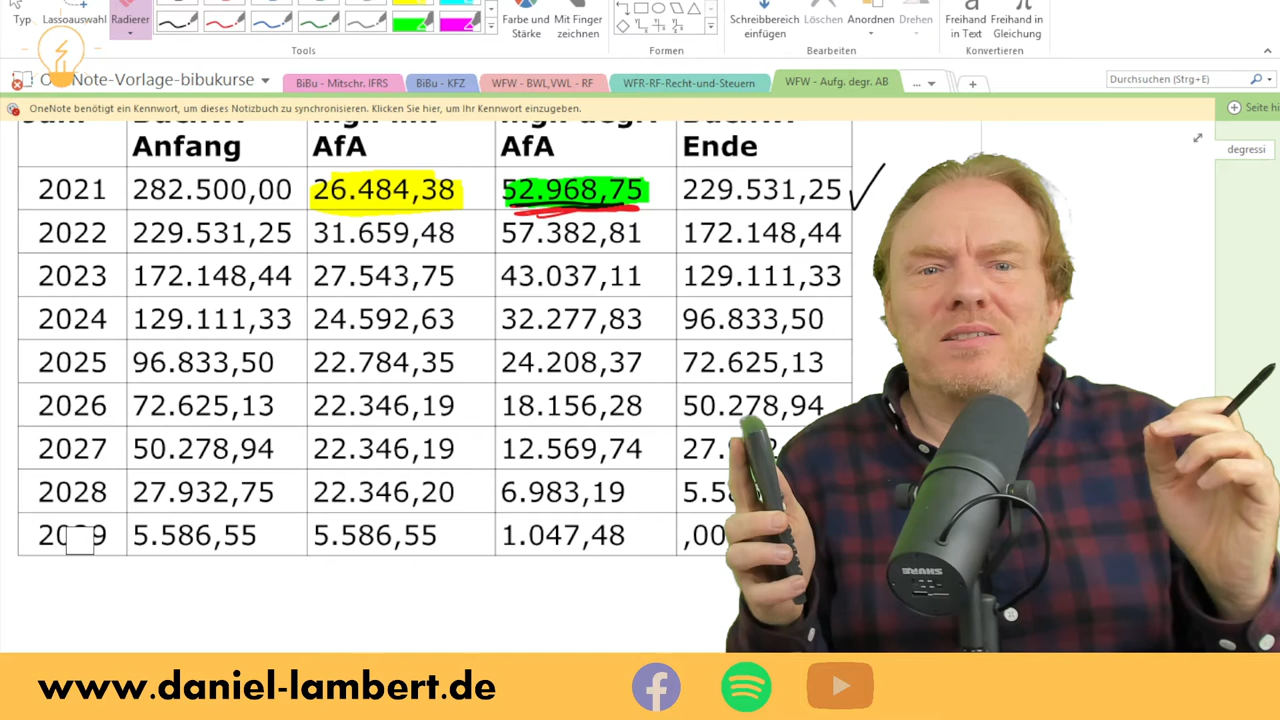 Typ
Lassoauswahl
Radierer
Farbe und Stärke
Mit Finger zeichnen
Schreibbereich einfügen
Löschen
Anordnen
Drehen
Freihand in Text
Freihand in Gleichung
Tools
Formen
Bearbeiten
Konvertieren
Note-Vorlage-bibukurse
BiBu - Mitschr. IFRS
BiBu - KFZ
WFW - BWL,VWL - RF
WFR-RF-Recht-und-Steuern
WFW - Aufg. degr. AB
...
Durchsuchen (Strg+E)
OneNote benötigt ein Kennwort, um dieses Notizbuch zu synchronisieren. Klicken Sie hier, um Ihr Kennwort einzugeben.
Seite hi
degressi
Anfang AfA AfA Ende
2021 282.500,00 26.484,38 52.968,75 229.531,25
2022 229.531,25 31.659,48 57.382,81 172.148,44
2023 172.148,44 27.543,75 43.037,11 129.111,33
2024 129.111,33 24.592,63 32.277,83 96.833,50
2025 96.833,50 22.784,35 24.208,37 72.625,13
2026 72.625,13 22.346,19 18.156,28 50.278,94
2027 50.278,94 22.346,19 12.569,74 27.
2028 27.932,75 22.346,20 6.983,19 5.5
5.586,55 5.586,55 1.047,48 ,00
SHURE
www.daniel-lambert.de